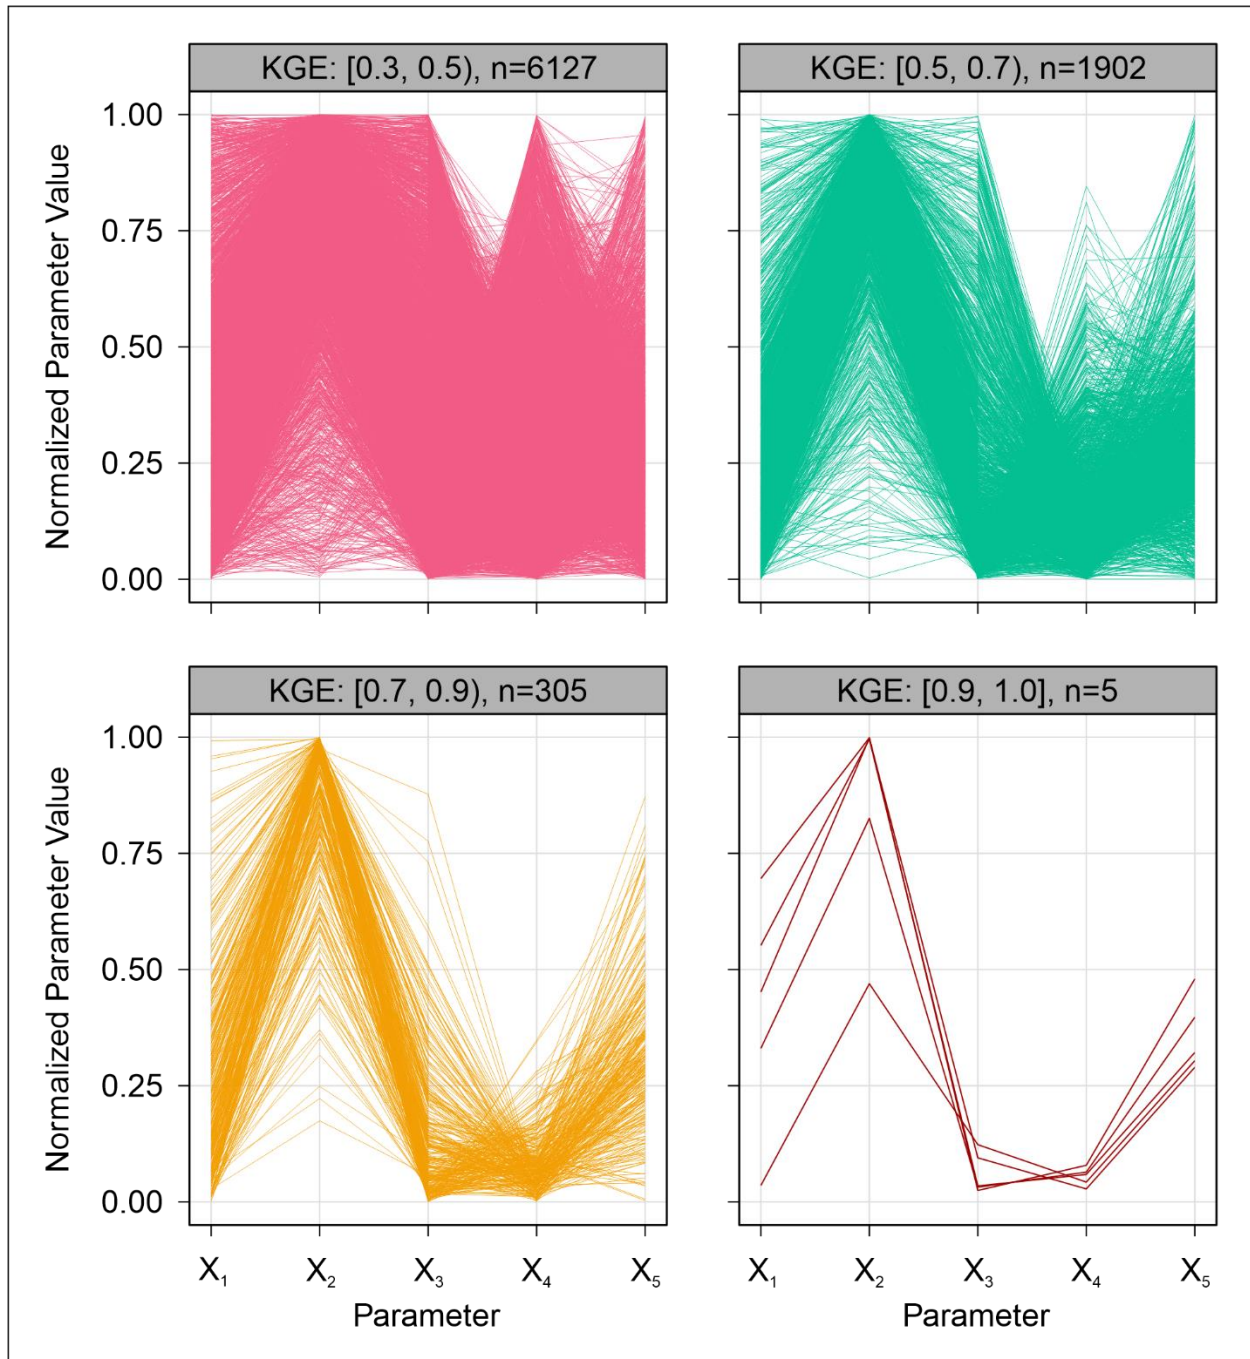 KGE: [0.3, 0.5), n=6127
KGE: [0.5, 0.7), n=1902
Normalized Parameter Value
1.00
0.75
0.50
0.25
0.00
KGE: [0.7, 0.9), n=305
KGE: [0.9, 1.0], n=5
Normalized Parameter Value
1.00
0.75
0.50
0.25
0.00
X₁ X₂ X₃ X₄ X₅
X₁ X₂ X₃ X₄ X₅
Parameter
Parameter